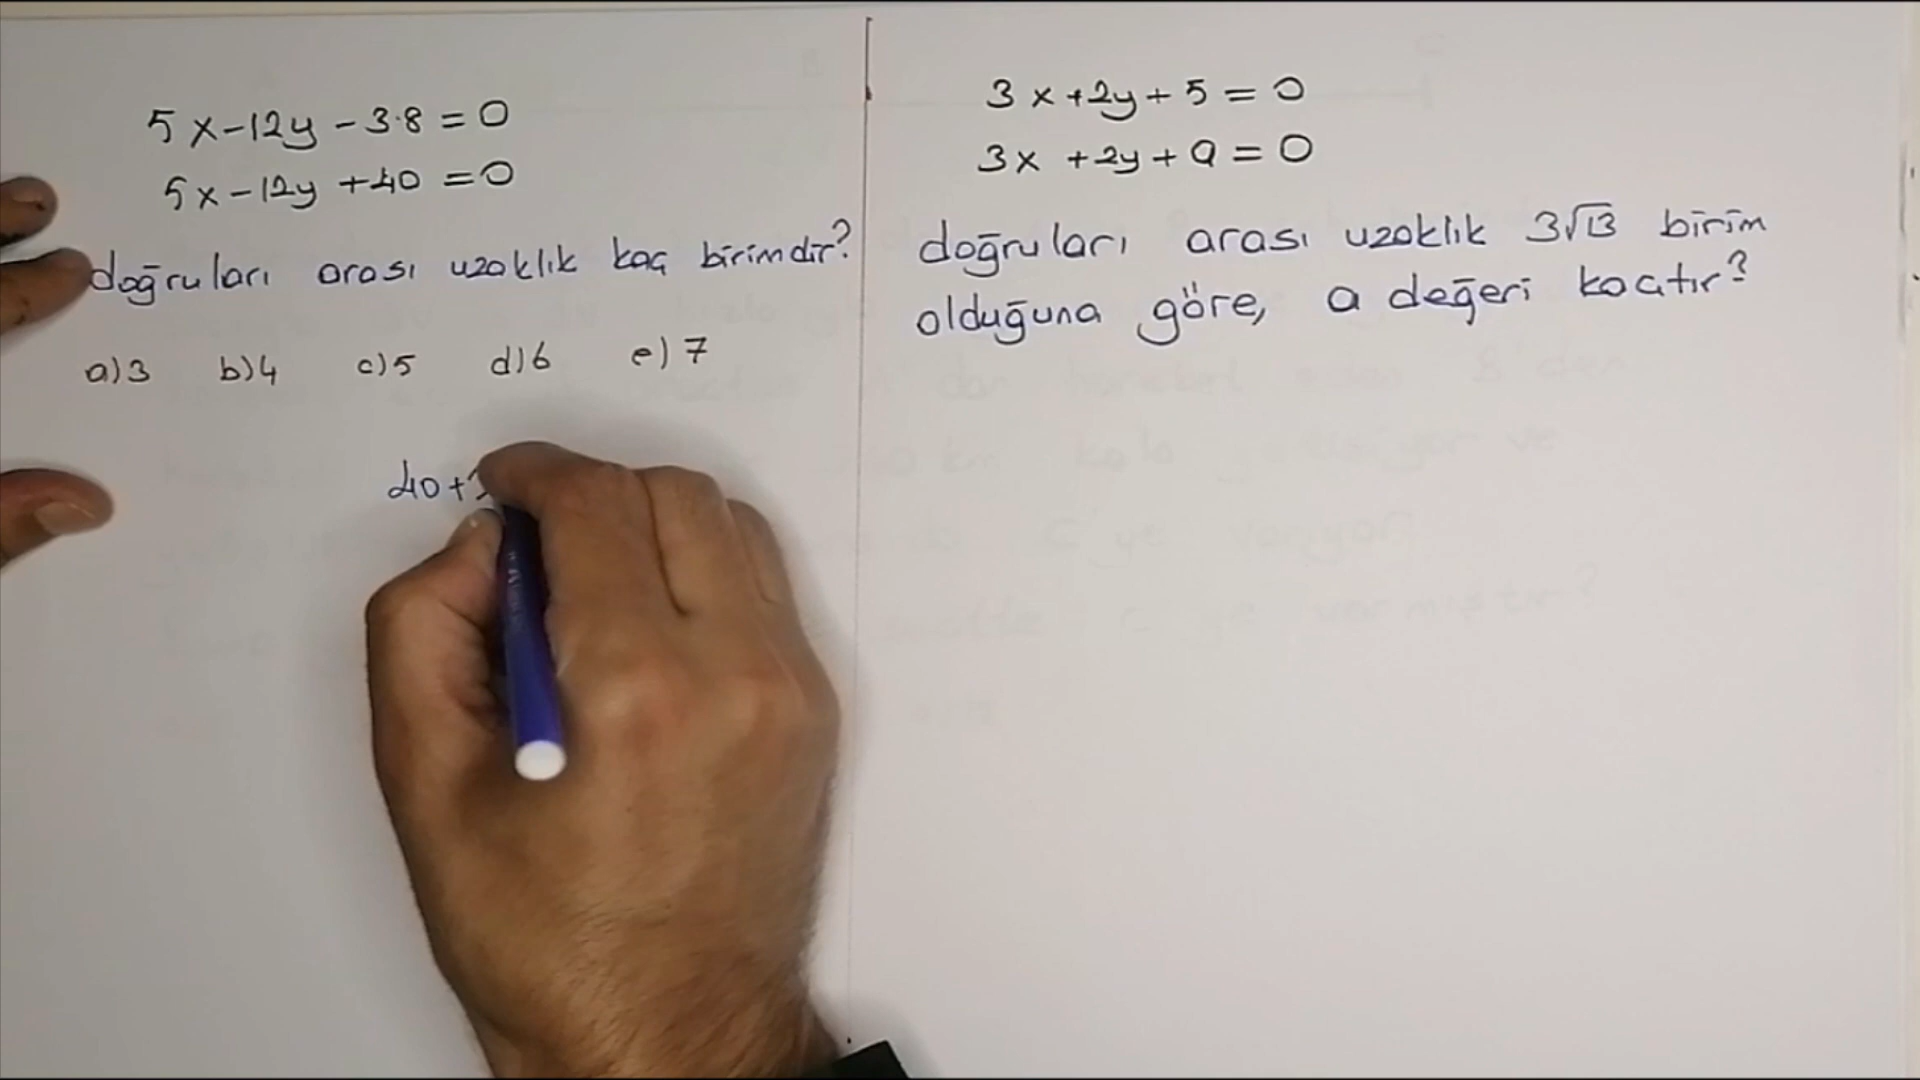 5x-12y-3.8=0
5x-12y+40=0
doğruları arası uzaklık kaç birimdir?
a)3 b)4 c)5 d)6 e)7
40+
3x+2y+5=0
3x+2y+a=0
doğruları arası uzaklık 3√13 birim
olduğuna göre, a değeri kaçtır?